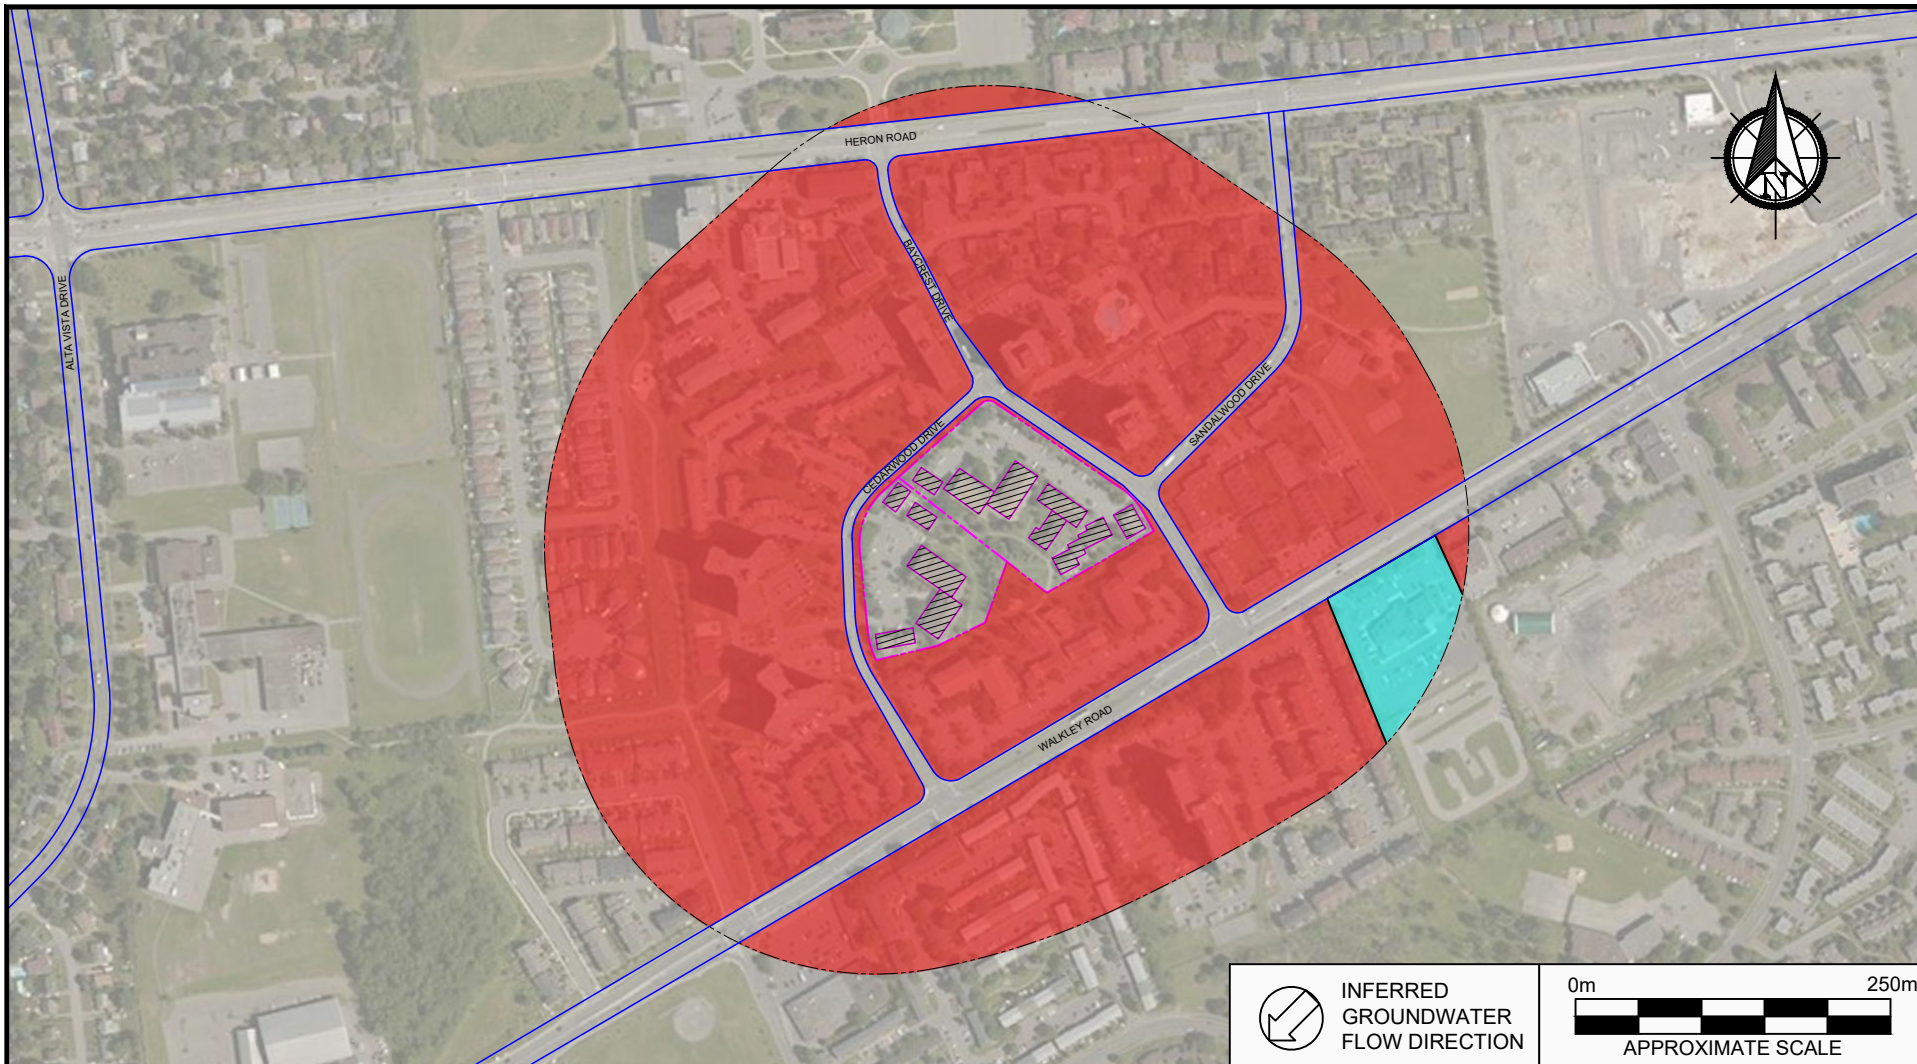 HERON ROAD
N
BAYCREST DRIVE
ALTA VISTA DRIVE
SANDALWOOD DRIVE
CEDARWOOD DRIVE
WALKLEY ROAD
INFERRED
GROUNDWATER
FLOW DIRECTION
0m 250m
APPROXIMATE SCALE